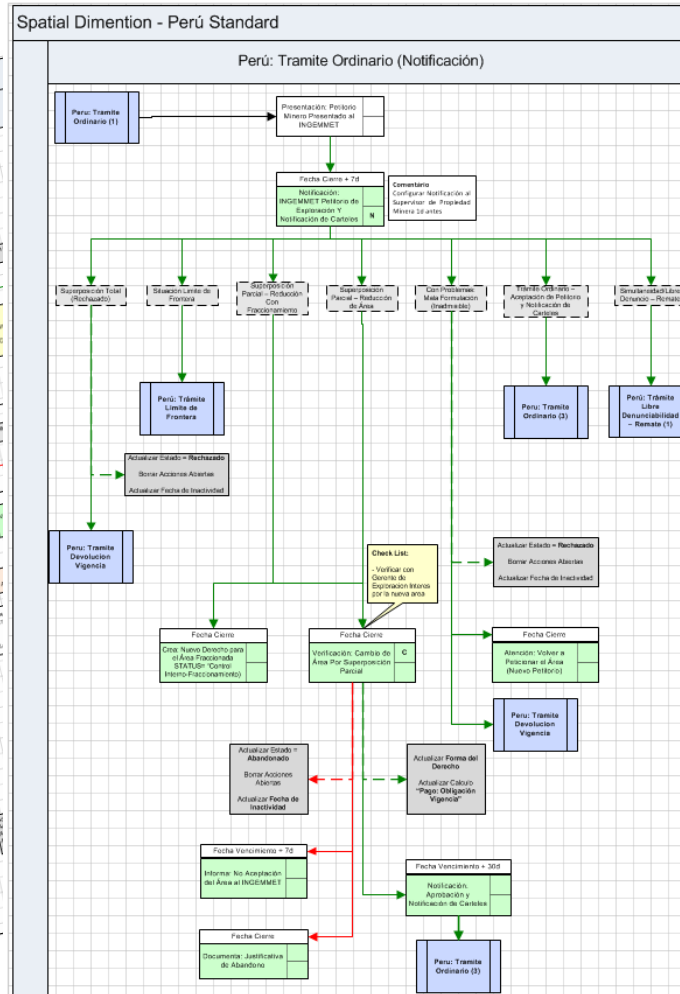 Spatial Dimention - Perú Standard
Perú: Tramite Ordinario (Notificación)
Peru: Tramite
Ordinario (1)
Presentación: Petitorio
Minero Presentado al
INGEMMET
Fecha Cierre + 7d
Notificación:
INGEMMET Petitorio de
Exploración Y
Notificación de Carteles
N
Comentario
Configurar Notificación al
Supervisor de Propiedad
Minera 1d antes
Superposición Total
(Rechazado)
Situación Limite de
Frontera
Superposición
Parcial – Reducción
Con
Fraccionamiento
Superposición
Parcial – Reducción
de Area
Con Problemas
Mala Formulación
(Inadmisible)
Tramite Ordinario –
Aceptación de Petitorio
y Notificación de
Carteles
Simultaneidad/Libre
Denuncio – Remate
Perú: Trámite
Limite de
Frontera
Peru: Tramite
Ordinario (3)
Perú: Trámite
Libre
Denunciabilidad
– Remate (1)
Actualizar Estado = Rechazado
Borrar Acciones Abiertas
Actualizar Fecha de Inactividad
Peru: Tramite
Devolucion
Vigencia
Check List:
- Verificar con
Gerente de
Exploracion Interes
por la nueva area
Actualizar Estado = Rechazado
Borrar Acciones Abiertas
Actualizar Fecha de Inactividad
Fecha Cierre
Crea: Nuevo Derecho para
el Área Fraccionada
STATUS= "Control
Interno-Fraccionamiento)
Fecha Cierre
Verificación: Cambio de
Área Por Superposición
Parcial
C
Fecha Cierre
Atención: Volver a
Peticionar el Área
(Nuevo Petitorio)
Peru: Tramite
Devolucion
Vigencia
Actualizar Estado =
Abandonado
Borrar Acciones
Abiertas
Actualizar Fecha de
Inactividad
Actualizar Forma del
Derecho
Actualizar Calculo
"Pago: Obligación
Vigencia"
Fecha Vencimiento + 7d
Informa: No Aceptación
del Área al INGEMMET
Fecha Vencimiento + 30d
Notificación:
Aprobación y
Notificación de Carteles
Fecha Cierre
Documenta: Justificativa
de Abandono
Peru: Tramite
Ordinario (3)